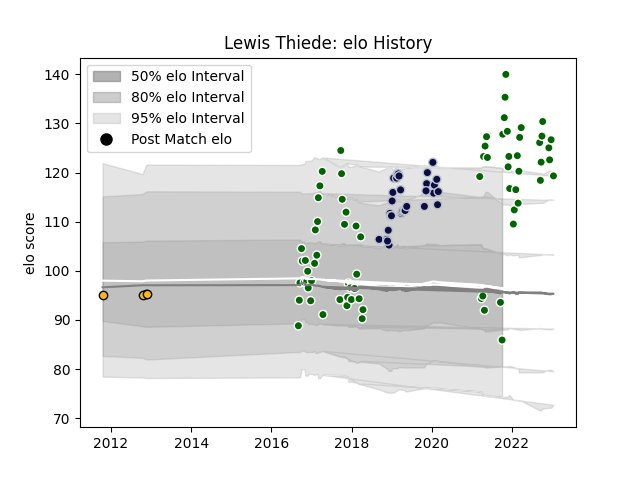 Lewis Thiede: elo History
140
130
120
110
100
90
80
70
elo score
50% elo Interval
80% elo Interval
95% elo Interval
Post Match elo
2012
2014
2016
2018
2020
2022